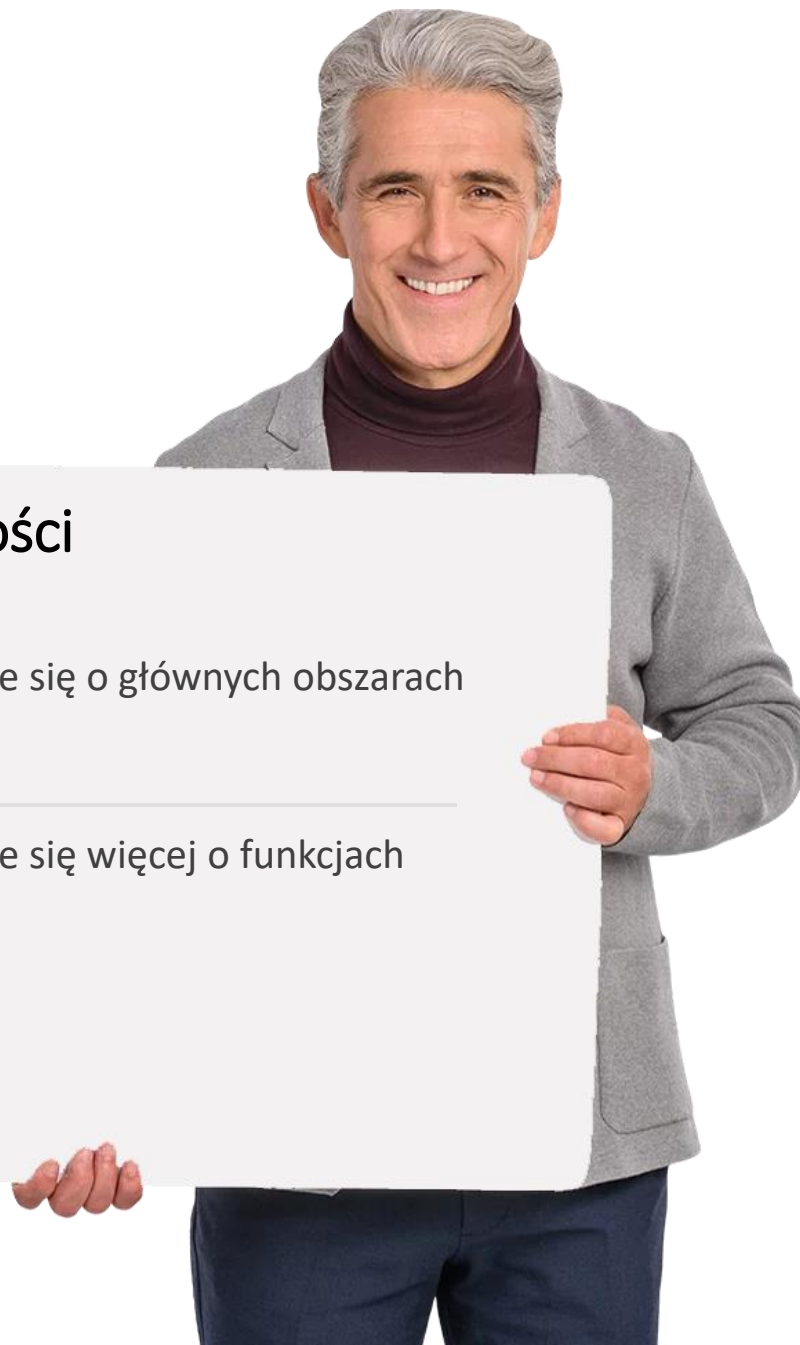 ości
e się o głównych obszarach
e się więcej o funkcjach